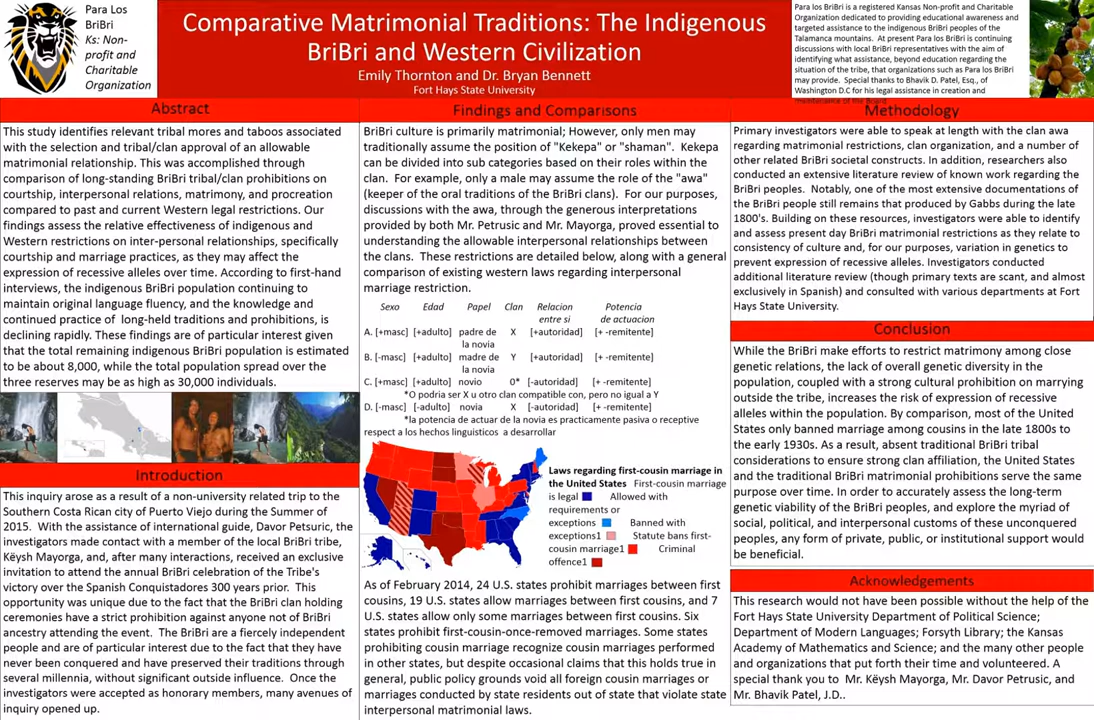 Para Los
BriBri
Ks: Non-
profit and
Charitable
Organization
Comparative Matrimonial Traditions: The Indigenous
BriBri and Western Civilization
Emily Thornton and Dr. Bryan Bennett
Fort Hays State University
Para los BriBri is a registered Kansas Non-profit and Charitable
Organization dedicated to providing educational awareness and
targeted assistance to the indigenous BriBri peoples of the
Talamanca mountains. At present Para los BriBri is continuing
discussions with local BriBri representatives with the aim of
identifying what assistance, beyond education regarding the
situation of the tribe, that organizations such as Para los BriBri
may provide. Special thanks to Bhavik D. Patel, Esq., of
Washington D.C for his legal assistance in creation and
maintenance of the Board
Abstract
This study identifies relevant tribal mores and taboos associated
with the selection and tribal/clan approval of an allowable
matrimonial relationship. This was accomplished through
comparison of long-standing BriBri tribal/clan prohibitions on
courtship, interpersonal relations, matrimony, and procreation
compared to past and current Western legal restrictions. Our
findings assess the relative effectiveness of indigenous and
Western restrictions on inter-personal relationships, specifically
courtship and marriage practices, as they may affect the
expression of recessive alleles over time. According to first-hand
interviews, the indigenous BriBri population continuing to
maintain original language fluency, and the knowledge and
continued practice of long-held traditions and prohibitions, is
declining rapidly. These findings are of particular interest given
that the total remaining indigenous BriBri population is estimated
to be about 8,000, while the total population spread over the
three reserves may be as high as 30,000 individuals.
Introduction
This inquiry arose as a result of a non-university related trip to the
Southern Costa Rican city of Puerto Viejo during the Summer of
2015. With the assistance of international guide, Davor Petsuric, the
investigators made contact with a member of the local BriBri tribe,
Këysh Mayorga, and, after many interactions, received an exclusive
invitation to attend the annual BriBri celebration of the Tribe's
victory over the Spanish Conquistadores 300 years prior. This
opportunity was unique due to the fact that the BriBri clan holding
ceremonies have a strict prohibition against anyone not of BriBri
ancestry attending the event. The BriBri are a fiercely independent
people and are of particular interest due to the fact that they have
never been conquered and have preserved their traditions through
several millennia, without significant outside influence. Once the
investigators were accepted as honorary members, many avenues of
inquiry opened up.
Findings and Comparisons
BriBri culture is primarily matrimonial; However, only men may
traditionally assume the position of "Kekepa" or "shaman". Kekepa
can be divided into sub categories based on their roles within the
clan. For example, only a male may assume the role of the "awa"
(keeper of the oral traditions of the BriBri clans). For our purposes,
discussions with the awa, through the generous interpretations
provided by both Mr. Petrusic and Mr. Mayorga, proved essential to
understanding the allowable interpersonal relationships between
the clans. These restrictions are detailed below, along with a general
comparison of existing western laws regarding interpersonal
marriage restriction.
Sexo Edad Papel Clan Relacion Potencia
entre si de actuacion
A. [+masc] [+adulto] padre de X [+autoridad] [+ -remitente]
la novia
B. [-masc] [+adulto] madre de Y [+autoridad] [+ -remitente]
la novia
C. [+masc] [+adulto] novio 0* [-autoridad] [+ -remitente]
*O podria ser X u otro clan compatible con, pero no igual a Y
D. [-masc] [-adulto] novia X [-autoridad] [+ -remitente]
*la potencia de actuar de la novia es practicamente pasiva o receptive
respect a los hechos linguisticos a desarrollar
Laws regarding first-cousin marriage in
the United States First-cousin marriage
is legal Allowed with
requirements or
exceptions Banned with
exceptions1 Statute bans first-
cousin marriage1 Criminal
offence1
As of February 2014, 24 U.S. states prohibit marriages between first
cousins, 19 U.S. states allow marriages between first cousins, and 7
U.S. states allow only some marriages between first cousins. Six
states prohibit first-cousin-once-removed marriages. Some states
prohibiting cousin marriage recognize cousin marriages performed
in other states, but despite occasional claims that this holds true in
general, public policy grounds void all foreign cousin marriages or
marriages conducted by state residents out of state that violate state
interpersonal matrimonial laws.
Methodology
Primary investigators were able to speak at length with the clan awa
regarding matrimonial restrictions, clan organization, and a number of
other related BriBri societal constructs. In addition, researchers also
conducted an extensive literature review of known work regarding the
BriBri peoples. Notably, one of the most extensive documentations of
the BriBri people still remains that produced by Gabbs during the late
1800's. Building on these resources, investigators were able to identify
and assess present day BriBri matrimonial restrictions as they relate to
consistency of culture and, for our purposes, variation in genetics to
prevent expression of recessive alleles. Investigators conducted
additional literature review (though primary texts are scant, and almost
exclusively in Spanish) and consulted with various departments at Fort
Hays State University.
Conclusion
While the BriBri make efforts to restrict matrimony among close
genetic relations, the lack of overall genetic diversity in the
population, coupled with a strong cultural prohibition on marrying
outside the tribe, increases the risk of expression of recessive
alleles within the population. By comparison, most of the United
States only banned marriage among cousins in the late 1800s to
the early 1930s. As a result, absent traditional BriBri tribal
considerations to ensure strong clan affiliation, the United States
and the traditional BriBri matrimonial prohibitions serve the same
purpose over time. In order to accurately assess the long-term
genetic viability of the BriBri peoples, and explore the myriad of
social, political, and interpersonal customs of these unconquered
peoples, any form of private, public, or institutional support would
be beneficial.
Acknowledgements
This research would not have been possible without the help of the
Fort Hays State University Department of Political Science;
Department of Modern Languages; Forsyth Library; the Kansas
Academy of Mathematics and Science; and the many other people
and organizations that put forth their time and volunteered. A
special thank you to Mr. Këysh Mayorga, Mr. Davor Petrusic, and
Mr. Bhavik Patel, J.D..